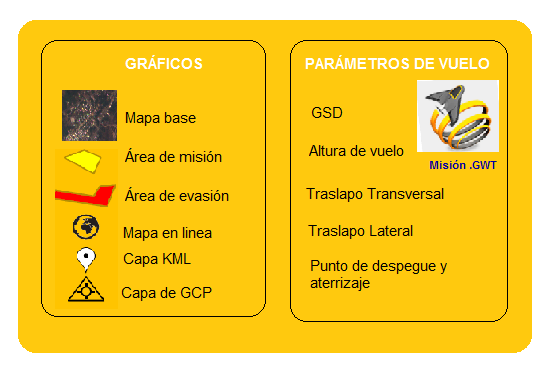 GRÁFICOS
Mapa base
Área de misión
Área de evasión
Mapa en linea
Capa KML
Capa de GCP
PARÁMETROS DE VUELO
GSD
Altura de vuelo
Misión .GWT
Traslapo Transversal
Traslapo Lateral
Punto de despegue y
aterrizaje